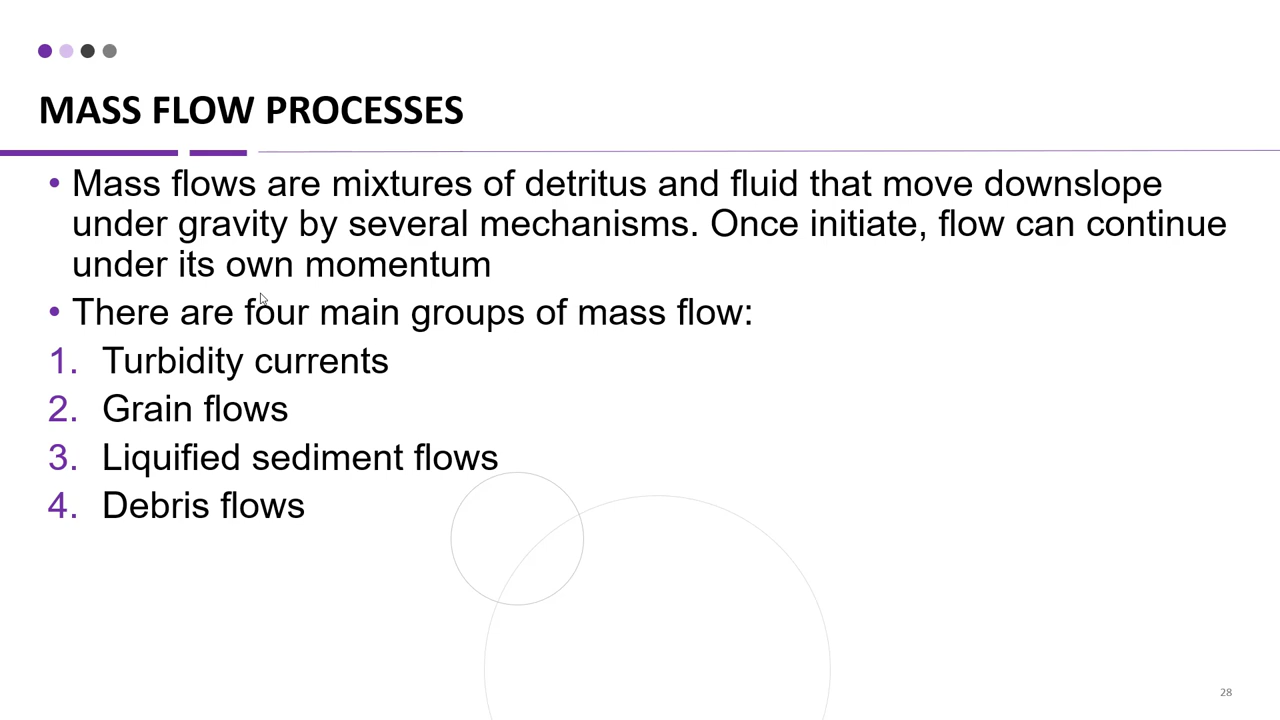 MASS FLOW PROCESSES
• Mass flows are mixtures of detritus and fluid that move downslope
under gravity by several mechanisms. Once initiate, flow can continue
under its own momentum
• There are four main groups of mass flow:
1. Turbidity currents
2. Grain flows
3. Liquified sediment flows
4. Debris flows
28